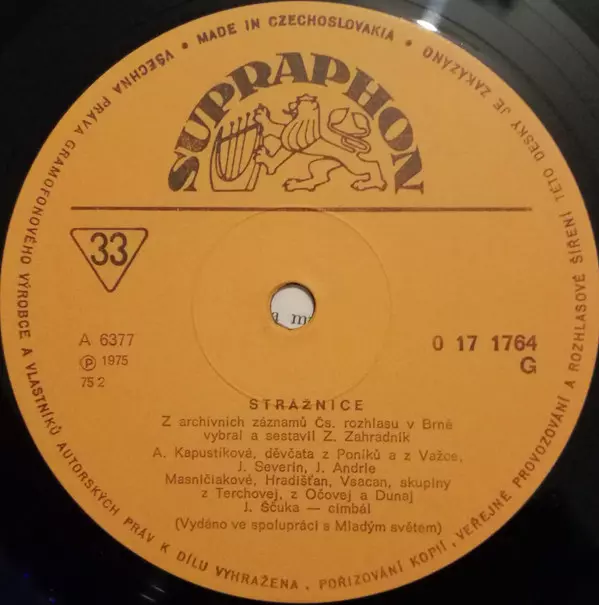 VŠECHNA PRÁVA GRAMOFONOVÉHO VÝROBCE A VLASTNÍKŮ AUTORSKÝCH PRÁV K DÍLU VYHRAŽENA. POŘIZOVÁNÍ KOPIÍ, VEŘEJNÉ PROVOZOVÁNÍ A ROZHLASOVÉ ŠÍŘENÍ TÉTO DESKY JE ZAKÁZÁNO
• MADE IN CZECHOSLOVAKIA •
SUPRAPHON
33
A 6377
0 17 1764
G
Ⓟ 1975
75 2
a m
STRÁŽNICE
Z archivních záznamů Čs. rozhlasu v Brně
vybral a sestavil Z. Zahradník
A. Kapustíková, děvčata z Poníků a z Važce,
J. Severin, J. Andrle
Masničiakové, Hradišťan, Vsacan, skupiny
z Terchovej, z Očovej a Dunaj
J. Ščuka — cimbál
(Vydáno ve spolupráci s Mladým světem)